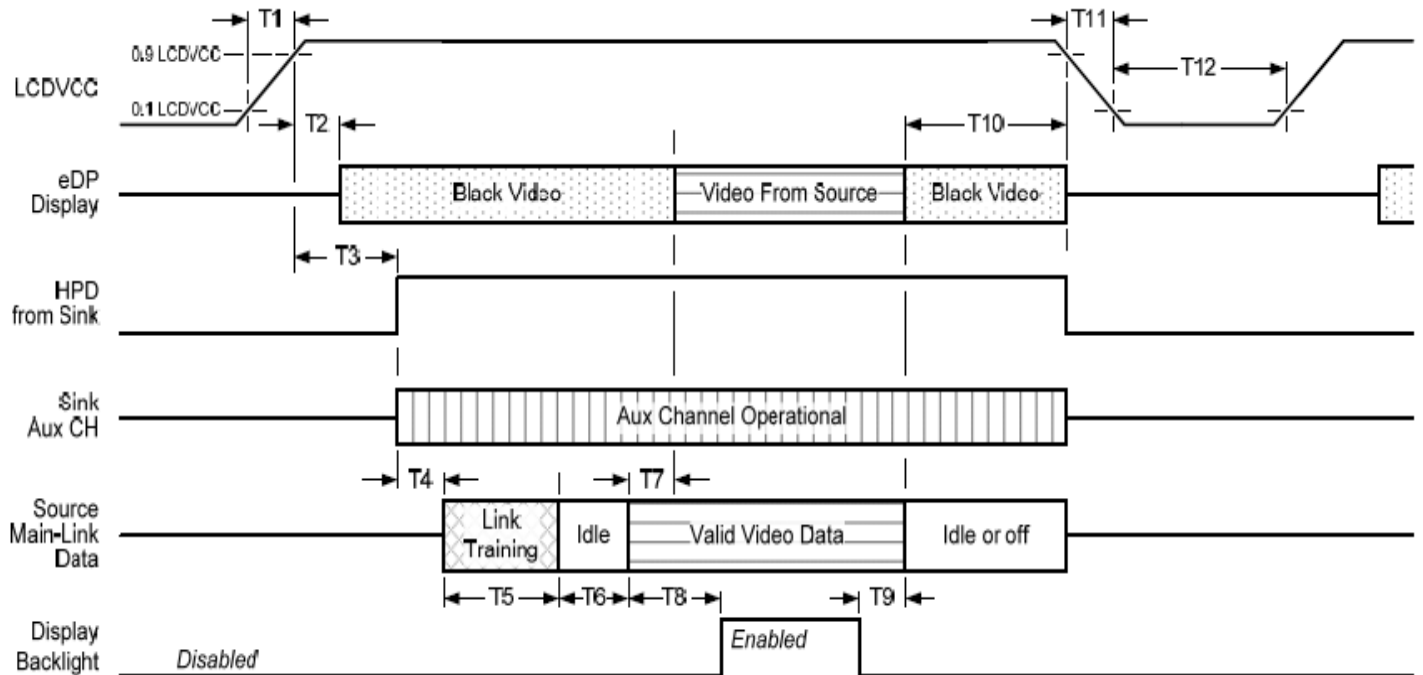 T1
T11
0.9 LCDVCC
LCDVCC
T12
0.1 LCDVCC
T2
T10
eDP
Display
Black Video
Video From Source
Black Video
T3
HPD
from Sink
Sink
Aux CH
Aux Channel Operational
T4
T7
Source
Main-Link
Data
Link
Training
Idle
Valid Video Data
Idle or off
T5
T6
T8
T9
Display
Backlight
Disabled
Enabled